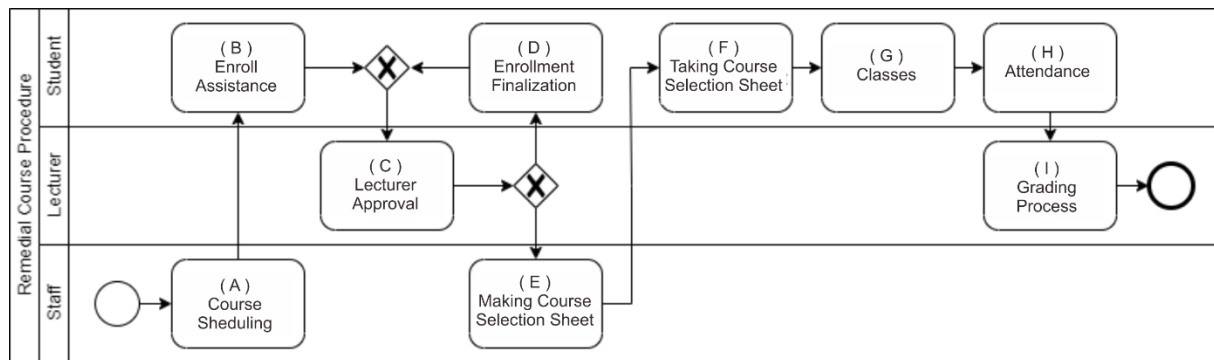 Remedial Course Procedure
Student
( B )
Enroll
Assistance
( D )
Enrollment
Finalization
( F )
Taking Course
Selection Sheet
( G )
Classes
( H )
Attendance
Lecturer
( C )
Lecturer
Approval
( I )
Grading
Process
Staff
( A )
Course
Sheduling
( E )
Making Course
Selection Sheet